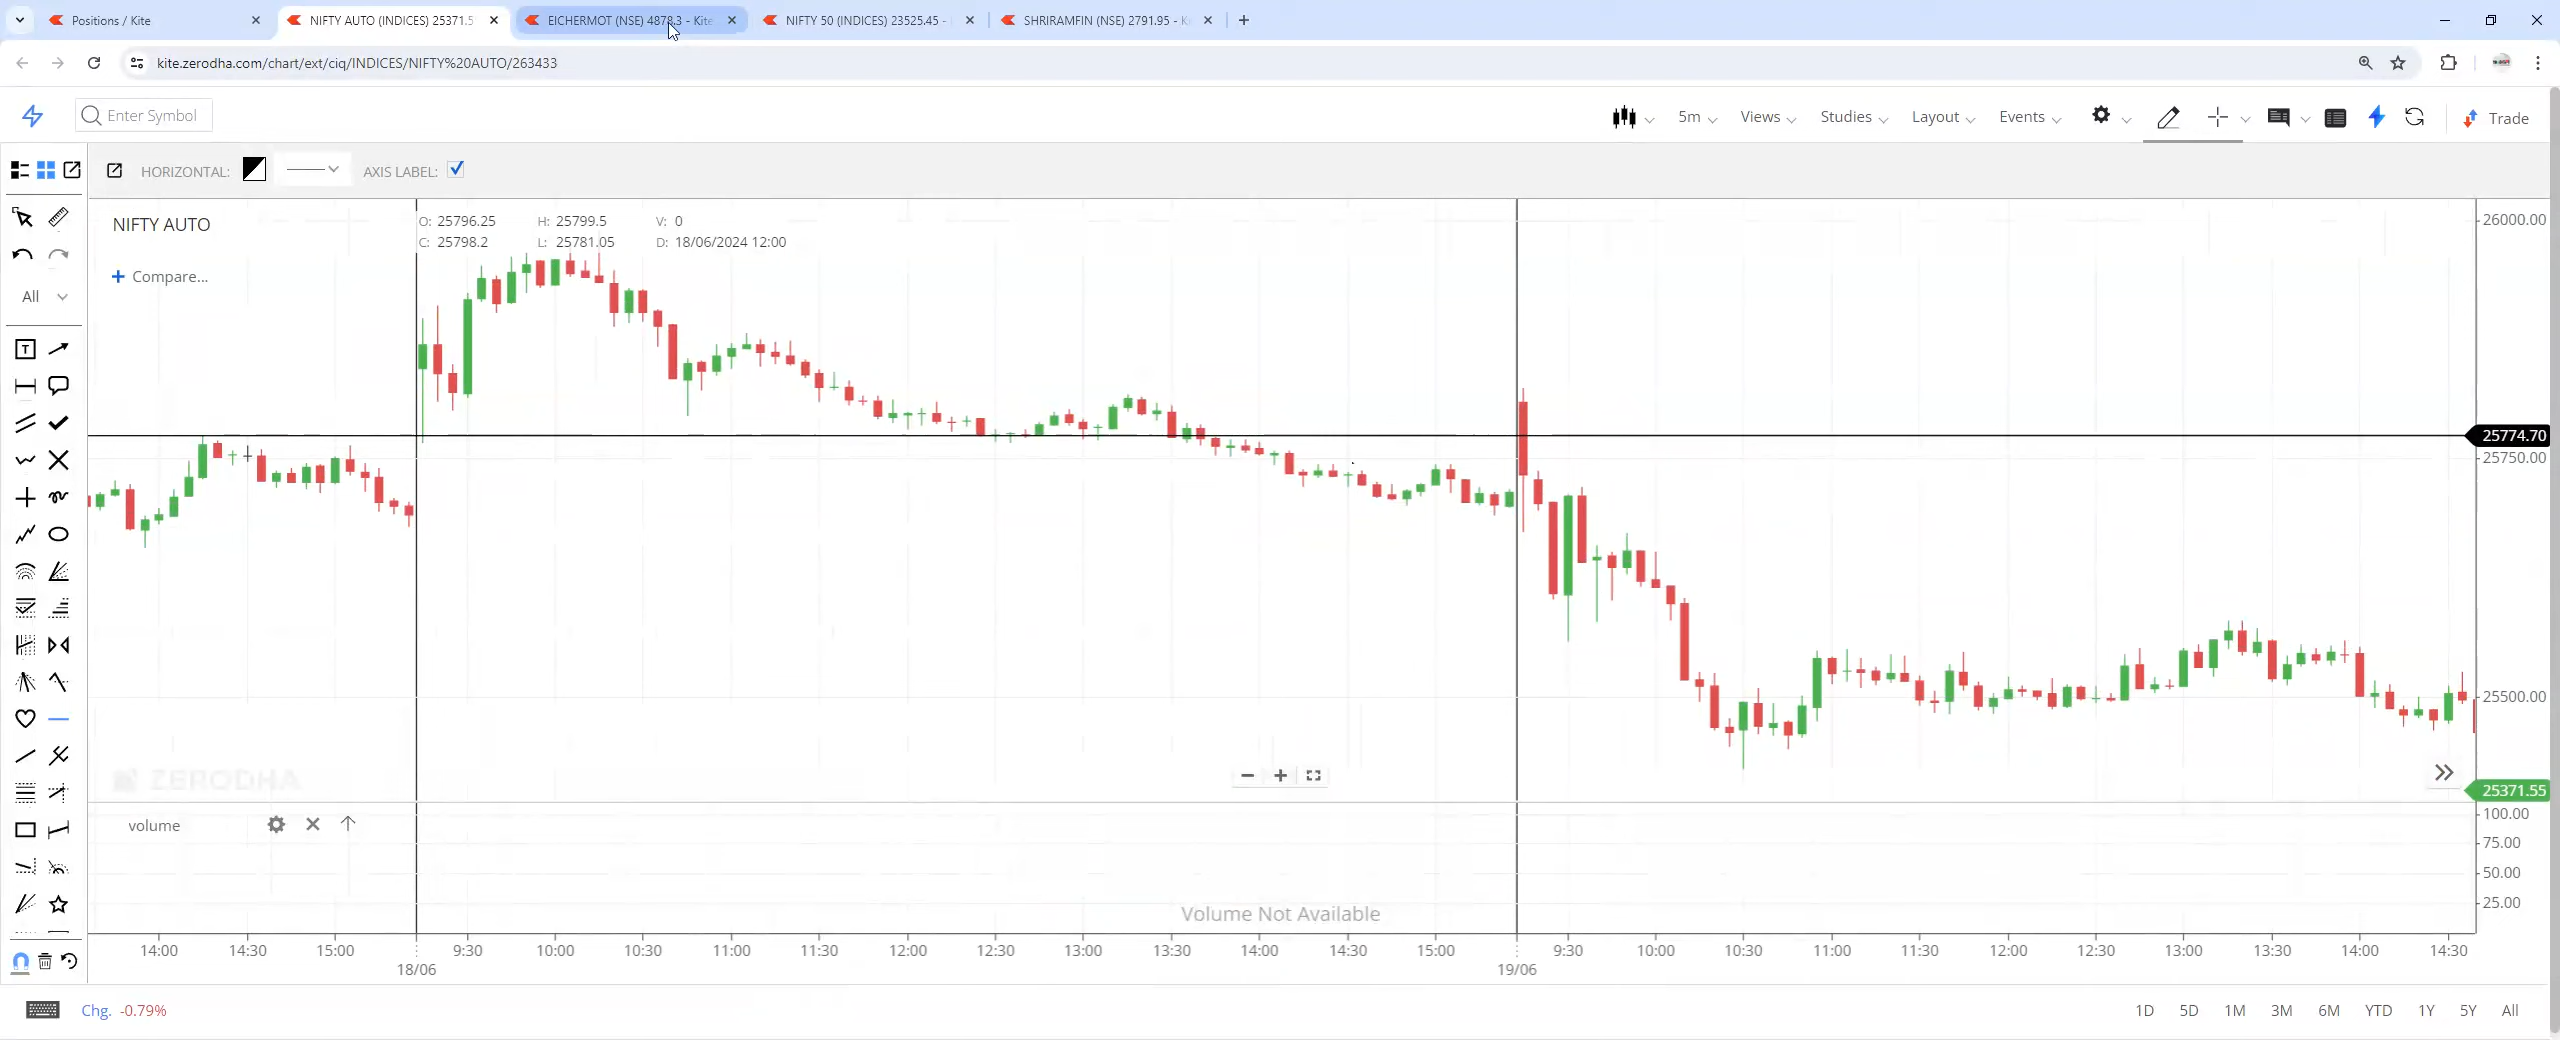 Positions / Kite
NIFTY AUTO (INDICES) 25371.5
EICHERMOT (NSE) 4878.3 - Kite
NIFTY 50 (INDICES) 23525.45 -
SHRIRAMFIN (NSE) 2791.95 - K
kite.zerodha.com/chart/ext/ciq/INDICES/NIFTY%20AUTO/263433
Enter Symbol
5m
Views
Studies
Layout
Events
Trade
HORIZONTAL:
AXIS LABEL:
NIFTY AUTO
O: 25796.25 H: 25799.5 V: 0
C: 25798.2 L: 25781.05 D: 18/06/2024 12:00
+ Compare...
All
T
26000.00
25774.70
25750.00
25500.00
25371.55
ZERODHA
volume
100.00
75.00
50.00
25.00
Volume Not Available
14:00 14:30 15:00 9:30 10:00 10:30 11:00 11:30 12:00 12:30 13:00 13:30 14:00 14:30 15:00 9:30 10:00 10:30 11:00 11:30 12:00 12:30 13:00 13:30 14:00 14:30
18/06 19/06
Chg. -0.79%
1D 5D 1M 3M 6M YTD 1Y 5Y All